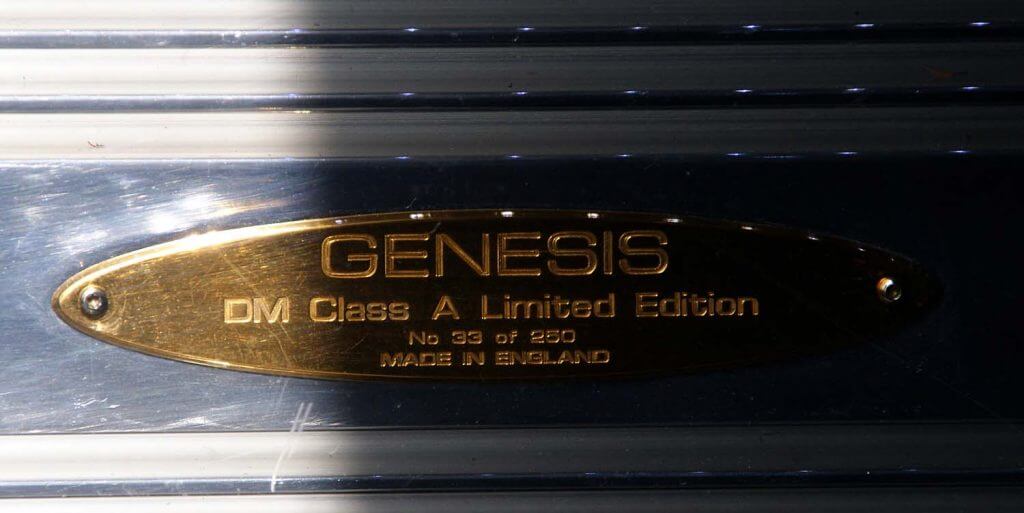 GENESIS
DM Class A Limited Edition
No 33 of 250
MADE IN ENGLAND